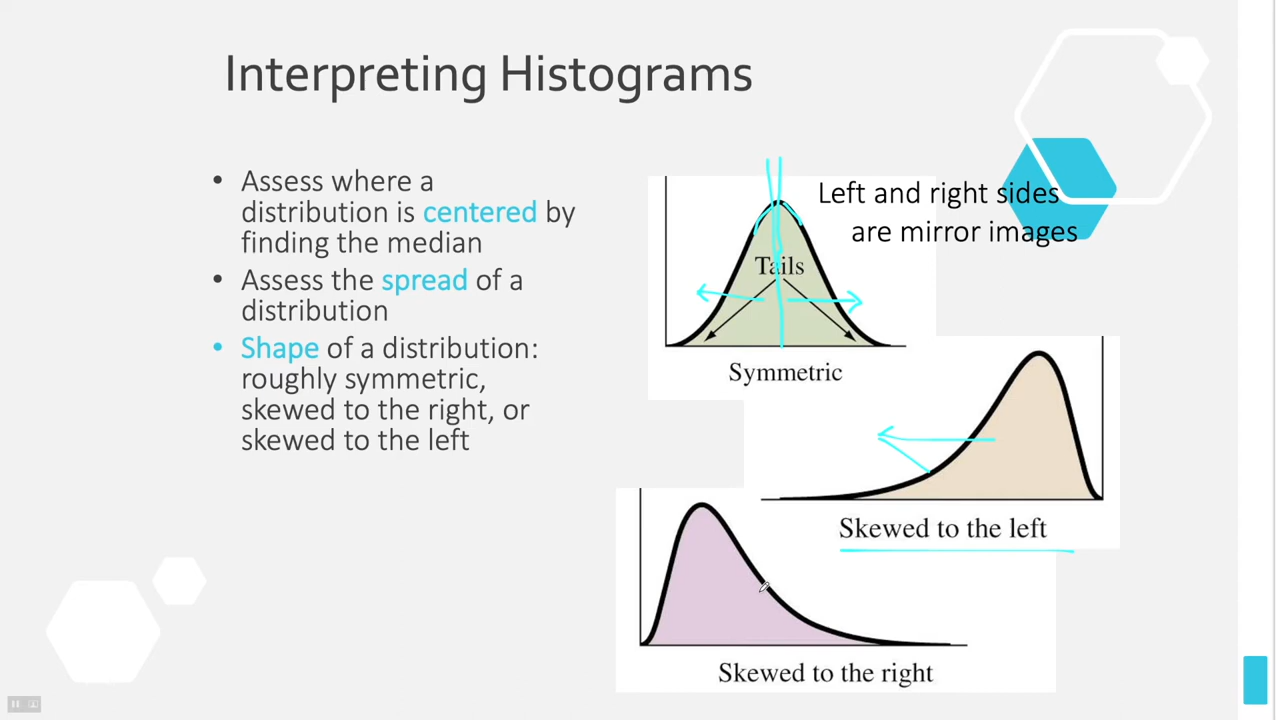 Interpreting Histograms
• Assess where a
distribution is centered by
finding the median
• Assess the spread of a
distribution
• Shape of a distribution:
roughly symmetric,
skewed to the right, or
skewed to the left
Left and right sides
are mirror images
Tails
Symmetric
Skewed to the left
Skewed to the right